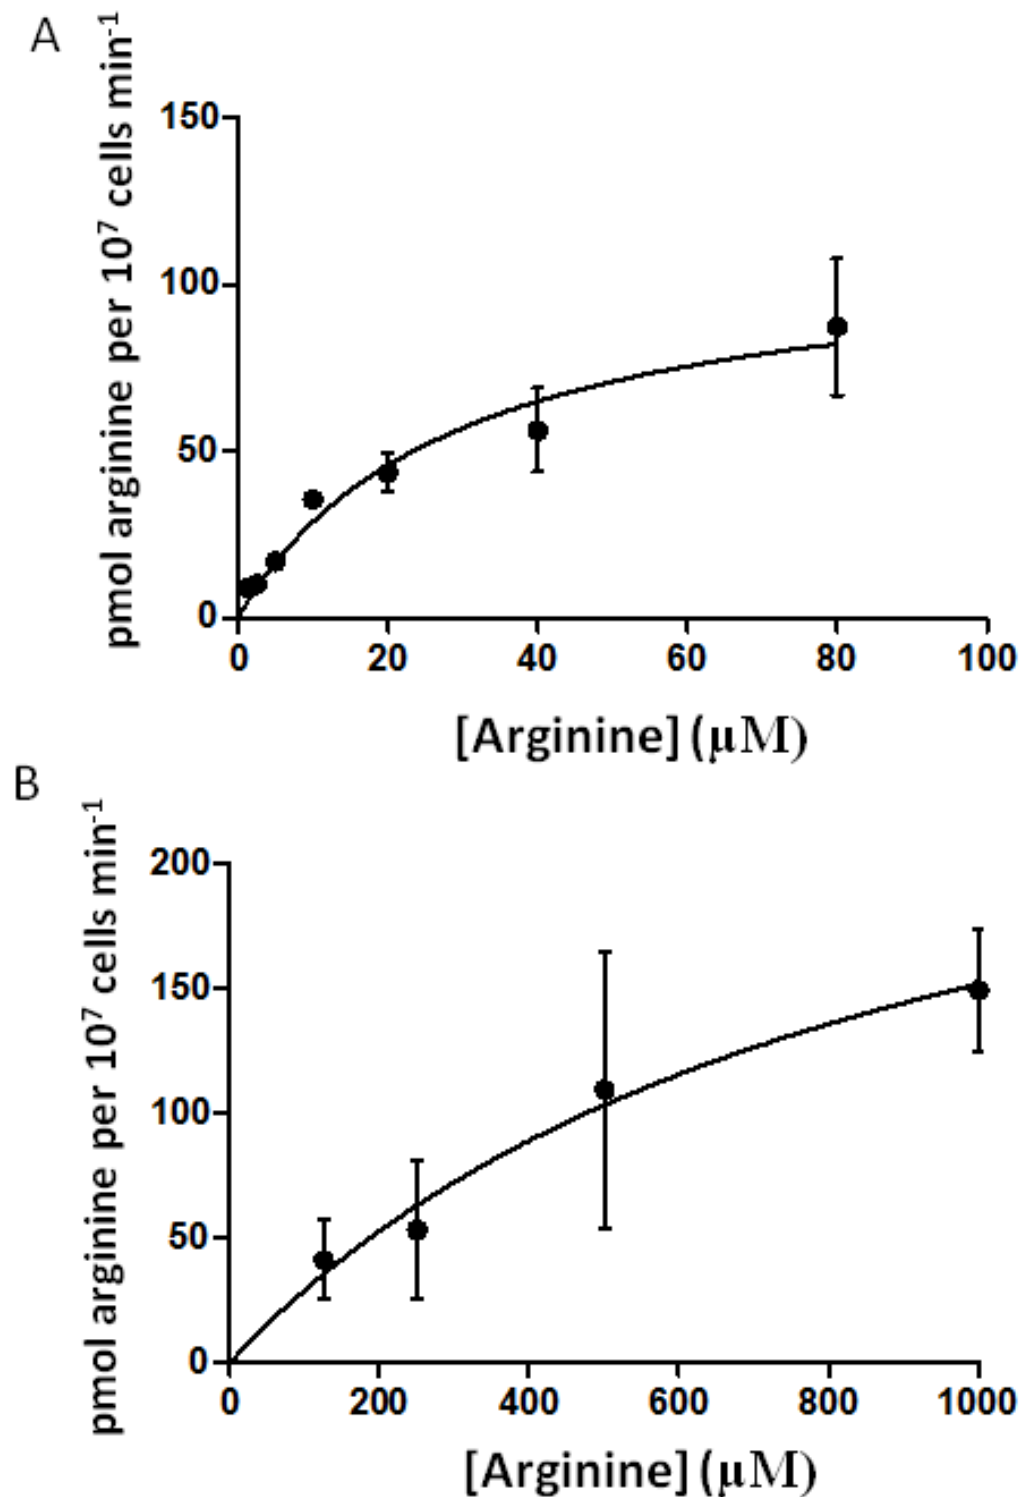 A
pmol arginine per 10⁷ cells min⁻¹
150
100
50
0
0 20 40 60 80 100
[Arginine] (µM)
B
pmol arginine per 10⁷ cells min⁻¹
200
150
100
50
0
0 200 400 600 800 1000
[Arginine] (µM)